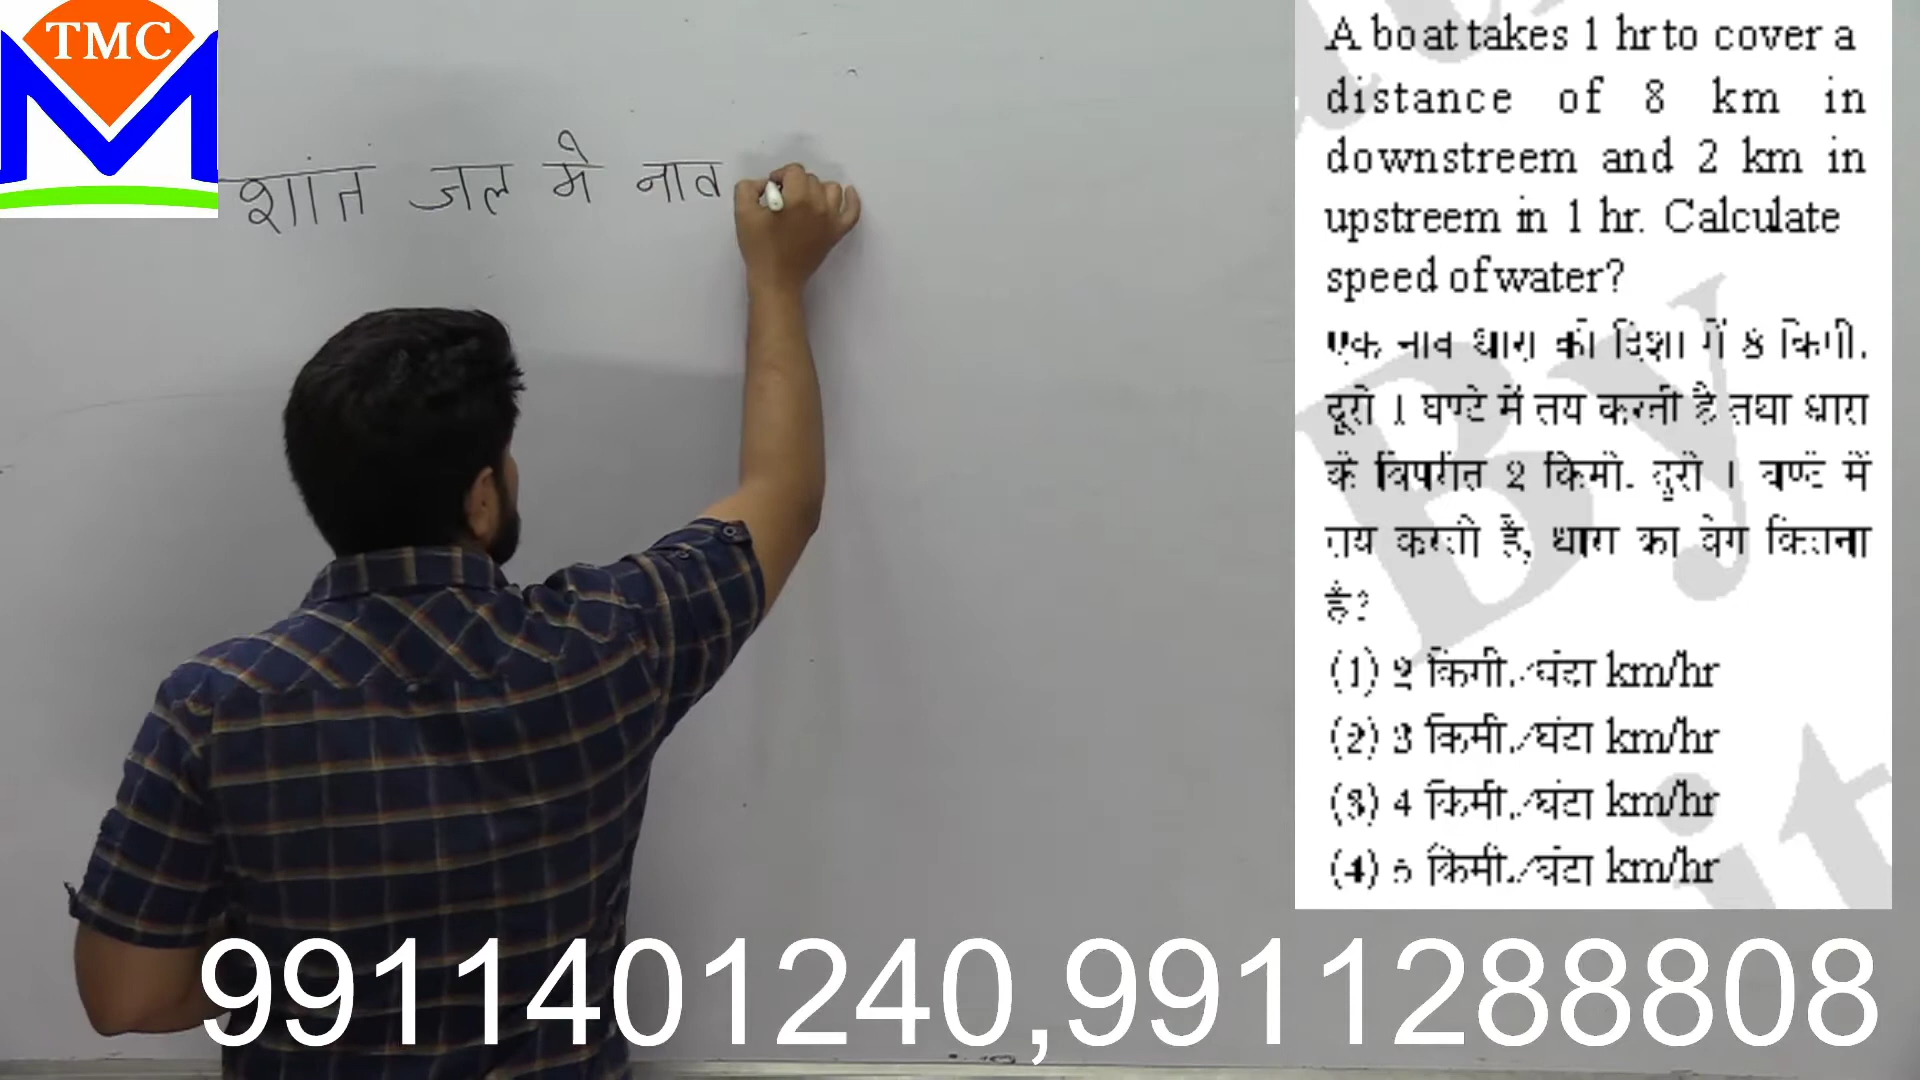 TMC
शांत जल मे नाव
A boat takes 1 hr to cover a
distance of 8 km in
downstreem and 2 km in
upstreem in 1 hr. Calculate
speed of water?
एक नाव धारा की दिशा में 8 किमी.
दूरी 1 घण्टे में तय करती है तथा धारा
के विपरीत 2 किमी. दूरी 1 घण्टे में
तय करती है, धारा का वेग कितना
है?
(1) 2 किमी./घंटा km/hr
(2) 3 किमी./घंटा km/hr
(3) 4 किमी./घंटा km/hr
(4) 5 किमी./घंटा km/hr
9911401240,9911288808